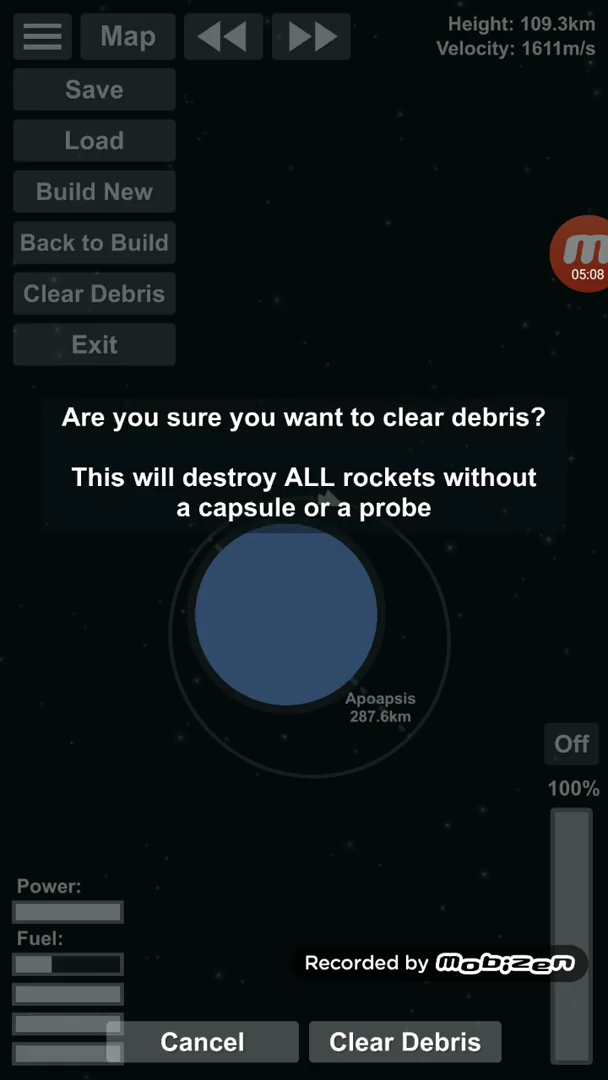 Map
Height: 109.3km
Velocity: 1611m/s
Save
Load
Build New
Back to Build
Clear Debris
Exit
05:08
Are you sure you want to clear debris?
This will destroy ALL rockets without
a capsule or a probe
Apoapsis
287.6km
Off
100%
Power:
Fuel:
Recorded by mobizen
Cancel
Clear Debris